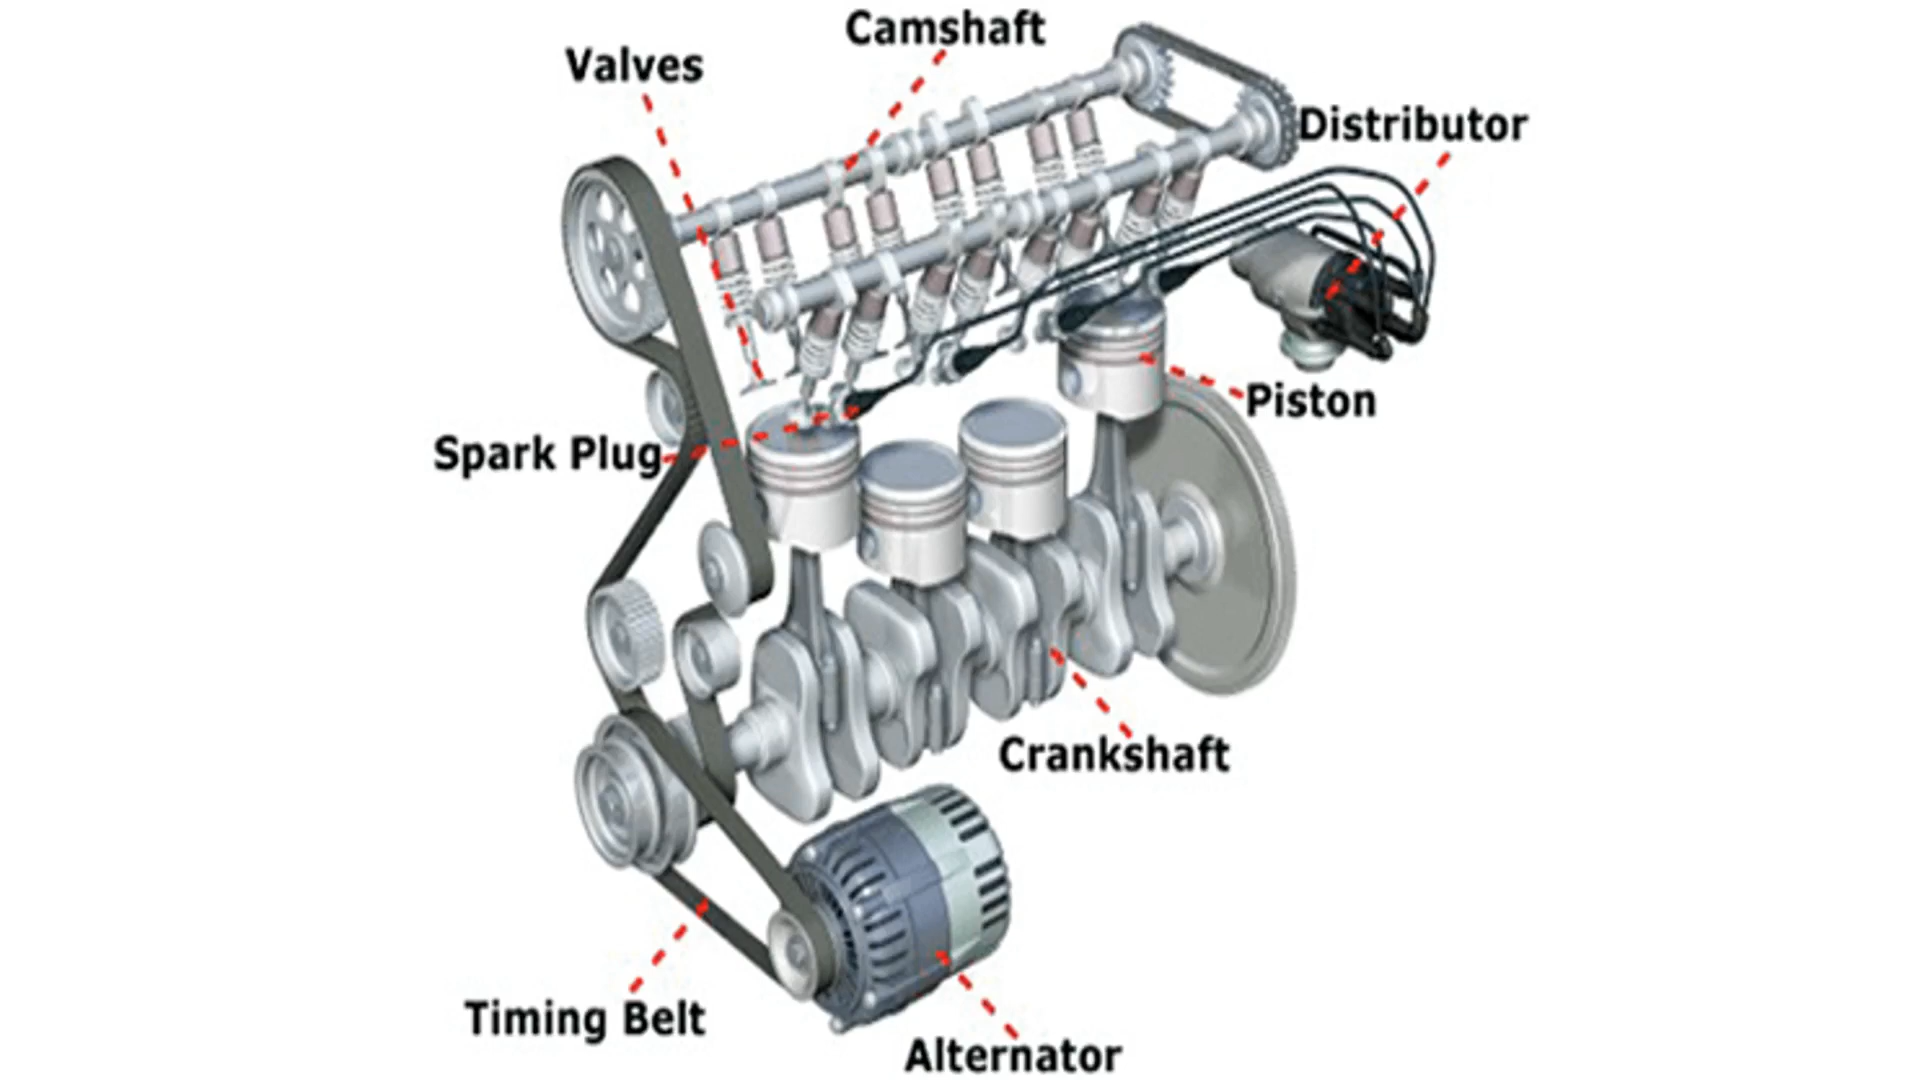 Camshaft
Valves
Distributor
Piston
Spark Plug
Crankshaft
Timing Belt
Alternator